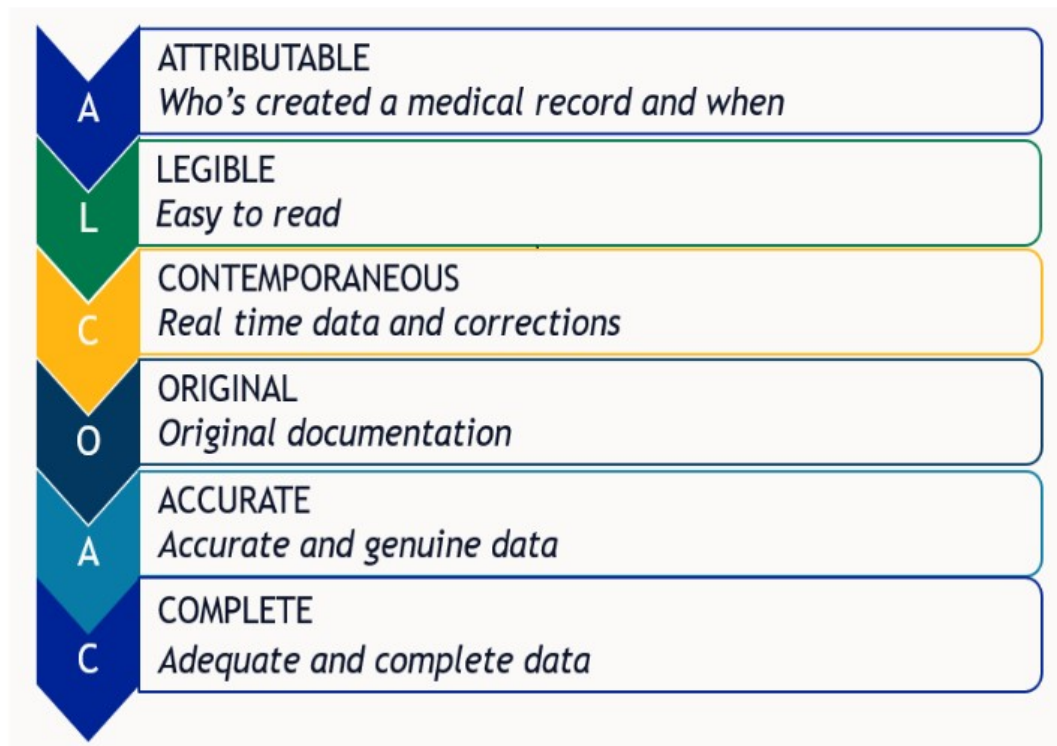 A
ATTRIBUTABLE
Who's created a medical record and when
L
LEGIBLE
Easy to read
C
CONTEMPORANEOUS
Real time data and corrections
O
ORIGINAL
Original documentation
A
ACCURATE
Accurate and genuine data
C
COMPLETE
Adequate and complete data